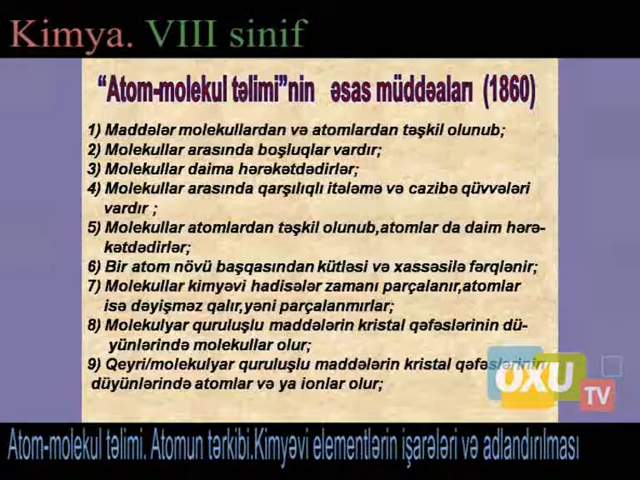 Kimya. VIII sinif
“Atom-molekul təlimi”nin əsas müddəaları (1860)
1) Maddələr molekullardan və atomlardan təşkil olunub;
2) Molekullar arasında boşluqlar vardır;
3) Molekullar daima hərəkətdədirlər;
4) Molekullar arasında qarşılıqlı itələmə və cazibə qüvvələri
vardır ;
5) Molekullar atomlardan təşkil olunub,atomlar da daim hərə-
kətdədirlər;
6) Bir atom növü başqasından kütləsi və xassəsilə fərqlənir;
7) Molekullar kimyəvi hadisələr zamanı parçalanır,atomlar
isə dəyişməz qalır,yəni parçalanmırlar;
8) Molekulyar quruluşlu maddələrin kristal qəfəslərinin dü-
yünlərində molekullar olur;
9) Qeyri/molekulyar quruluşlu maddələrin kristal qəfəslərinin
düyünlərində atomlar və ya ionlar olur;
OXU TV
Atom-molekul təlimi. Atomun tərkibi.Kimyəvi elementlərin işarələri və adlandırılması